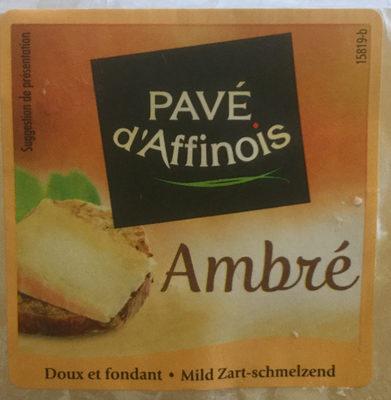 Suggestion de présentation
15819-b
PAVÉ
d'Affinois
Ambré
Doux et fondant • Mild Zart-schmelzend